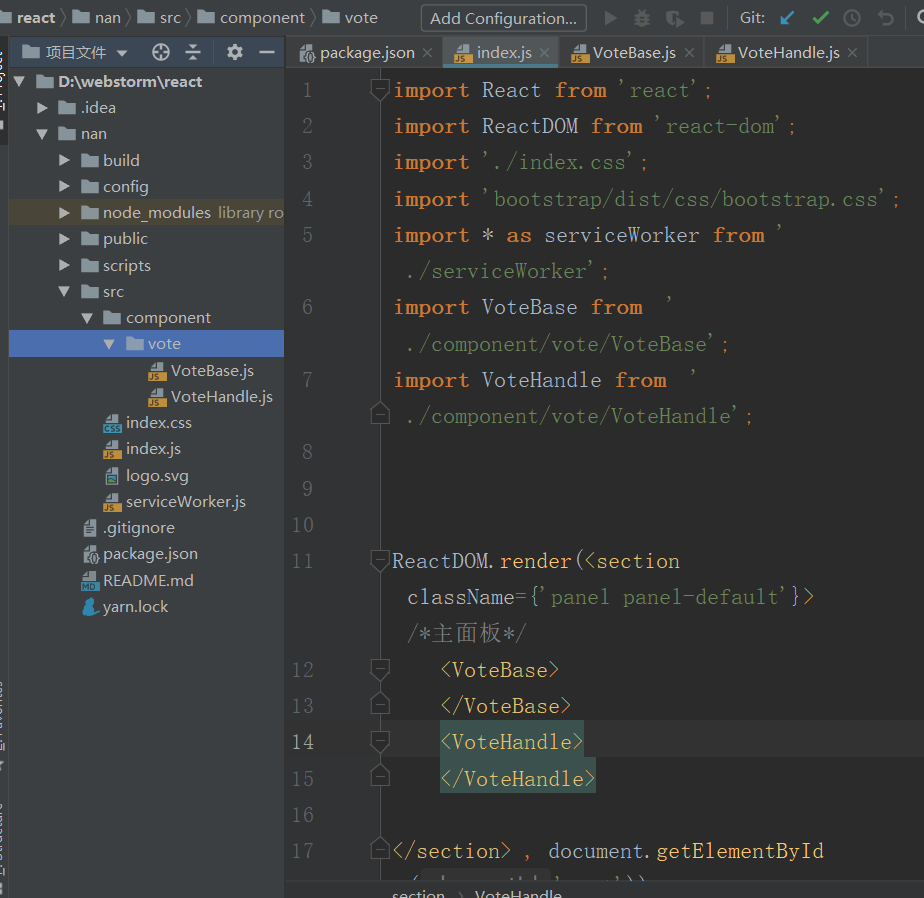 react nan src component vote Add Configuration... Git:
项目文件 package.json index.js VoteBase.js VoteHandle.js
D:\webstorm\react
.idea
nan
build
config
node_modules library ro
public
scripts
src
component
vote
VoteBase.js
VoteHandle.js
index.css
index.js
logo.svg
serviceWorker.js
.gitignore
package.json
README.md
yarn.lock
1 import React from 'react';
2 import ReactDOM from 'react-dom';
3 import './index.css';
4 import 'bootstrap/dist/css/bootstrap.css';
5 import * as serviceWorker from '
./serviceWorker';
6 import VoteBase from '
./component/vote/VoteBase';
7 import VoteHandle from '
./component/vote/VoteHandle';
8
9
10
11 ReactDOM.render(<section
className={'panel panel-default'}>
/*主面板*/
12 <VoteBase>
13 </VoteBase>
14 <VoteHandle>
15 </VoteHandle>
16
17 </section> , document.getElementById
section VoteHandle